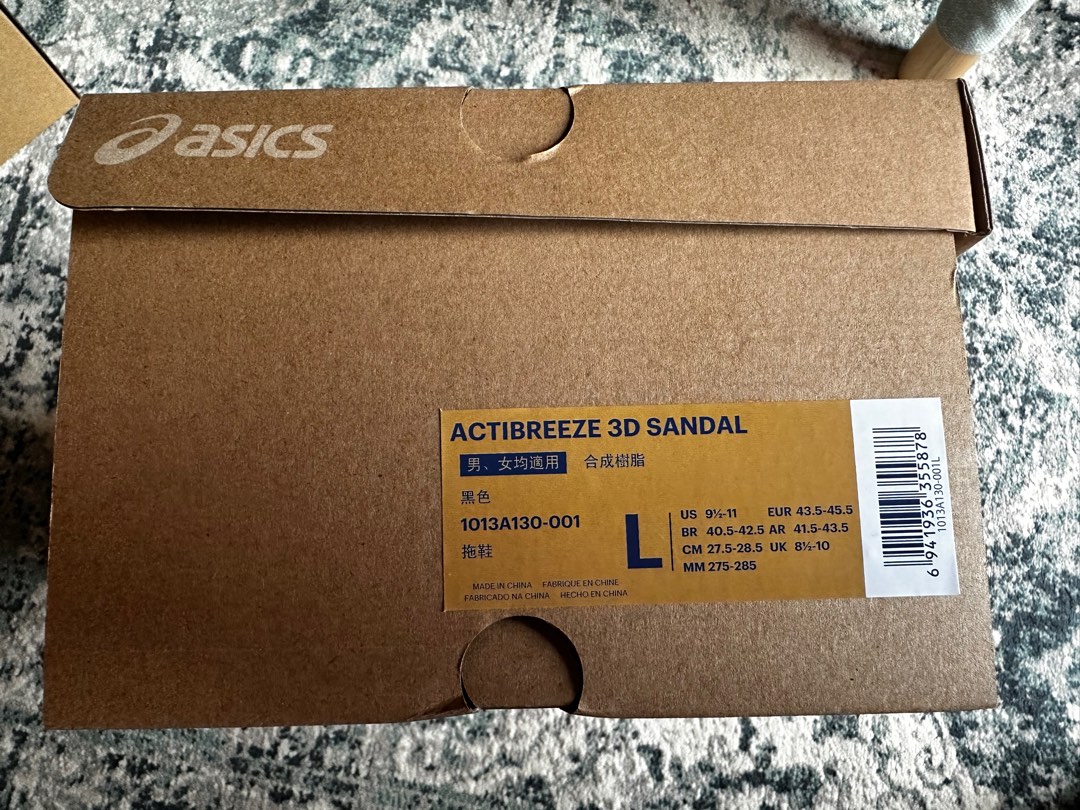 asics
ACTIBREEZE 3D SANDAL
男、女均適用 合成樹脂
黑色
1013A130-001
拖鞋
L
US 9½-11 EUR 43.5-45.5
BR 40.5-42.5 AR 41.5-43.5
CM 27.5-28.5 UK 8½-10
MM 275-285
MADE IN CHINA FABRIQUE EN CHINE
FABRICADO NA CHINA HECHO EN CHINA
6 941936 355878
1013A130-001L